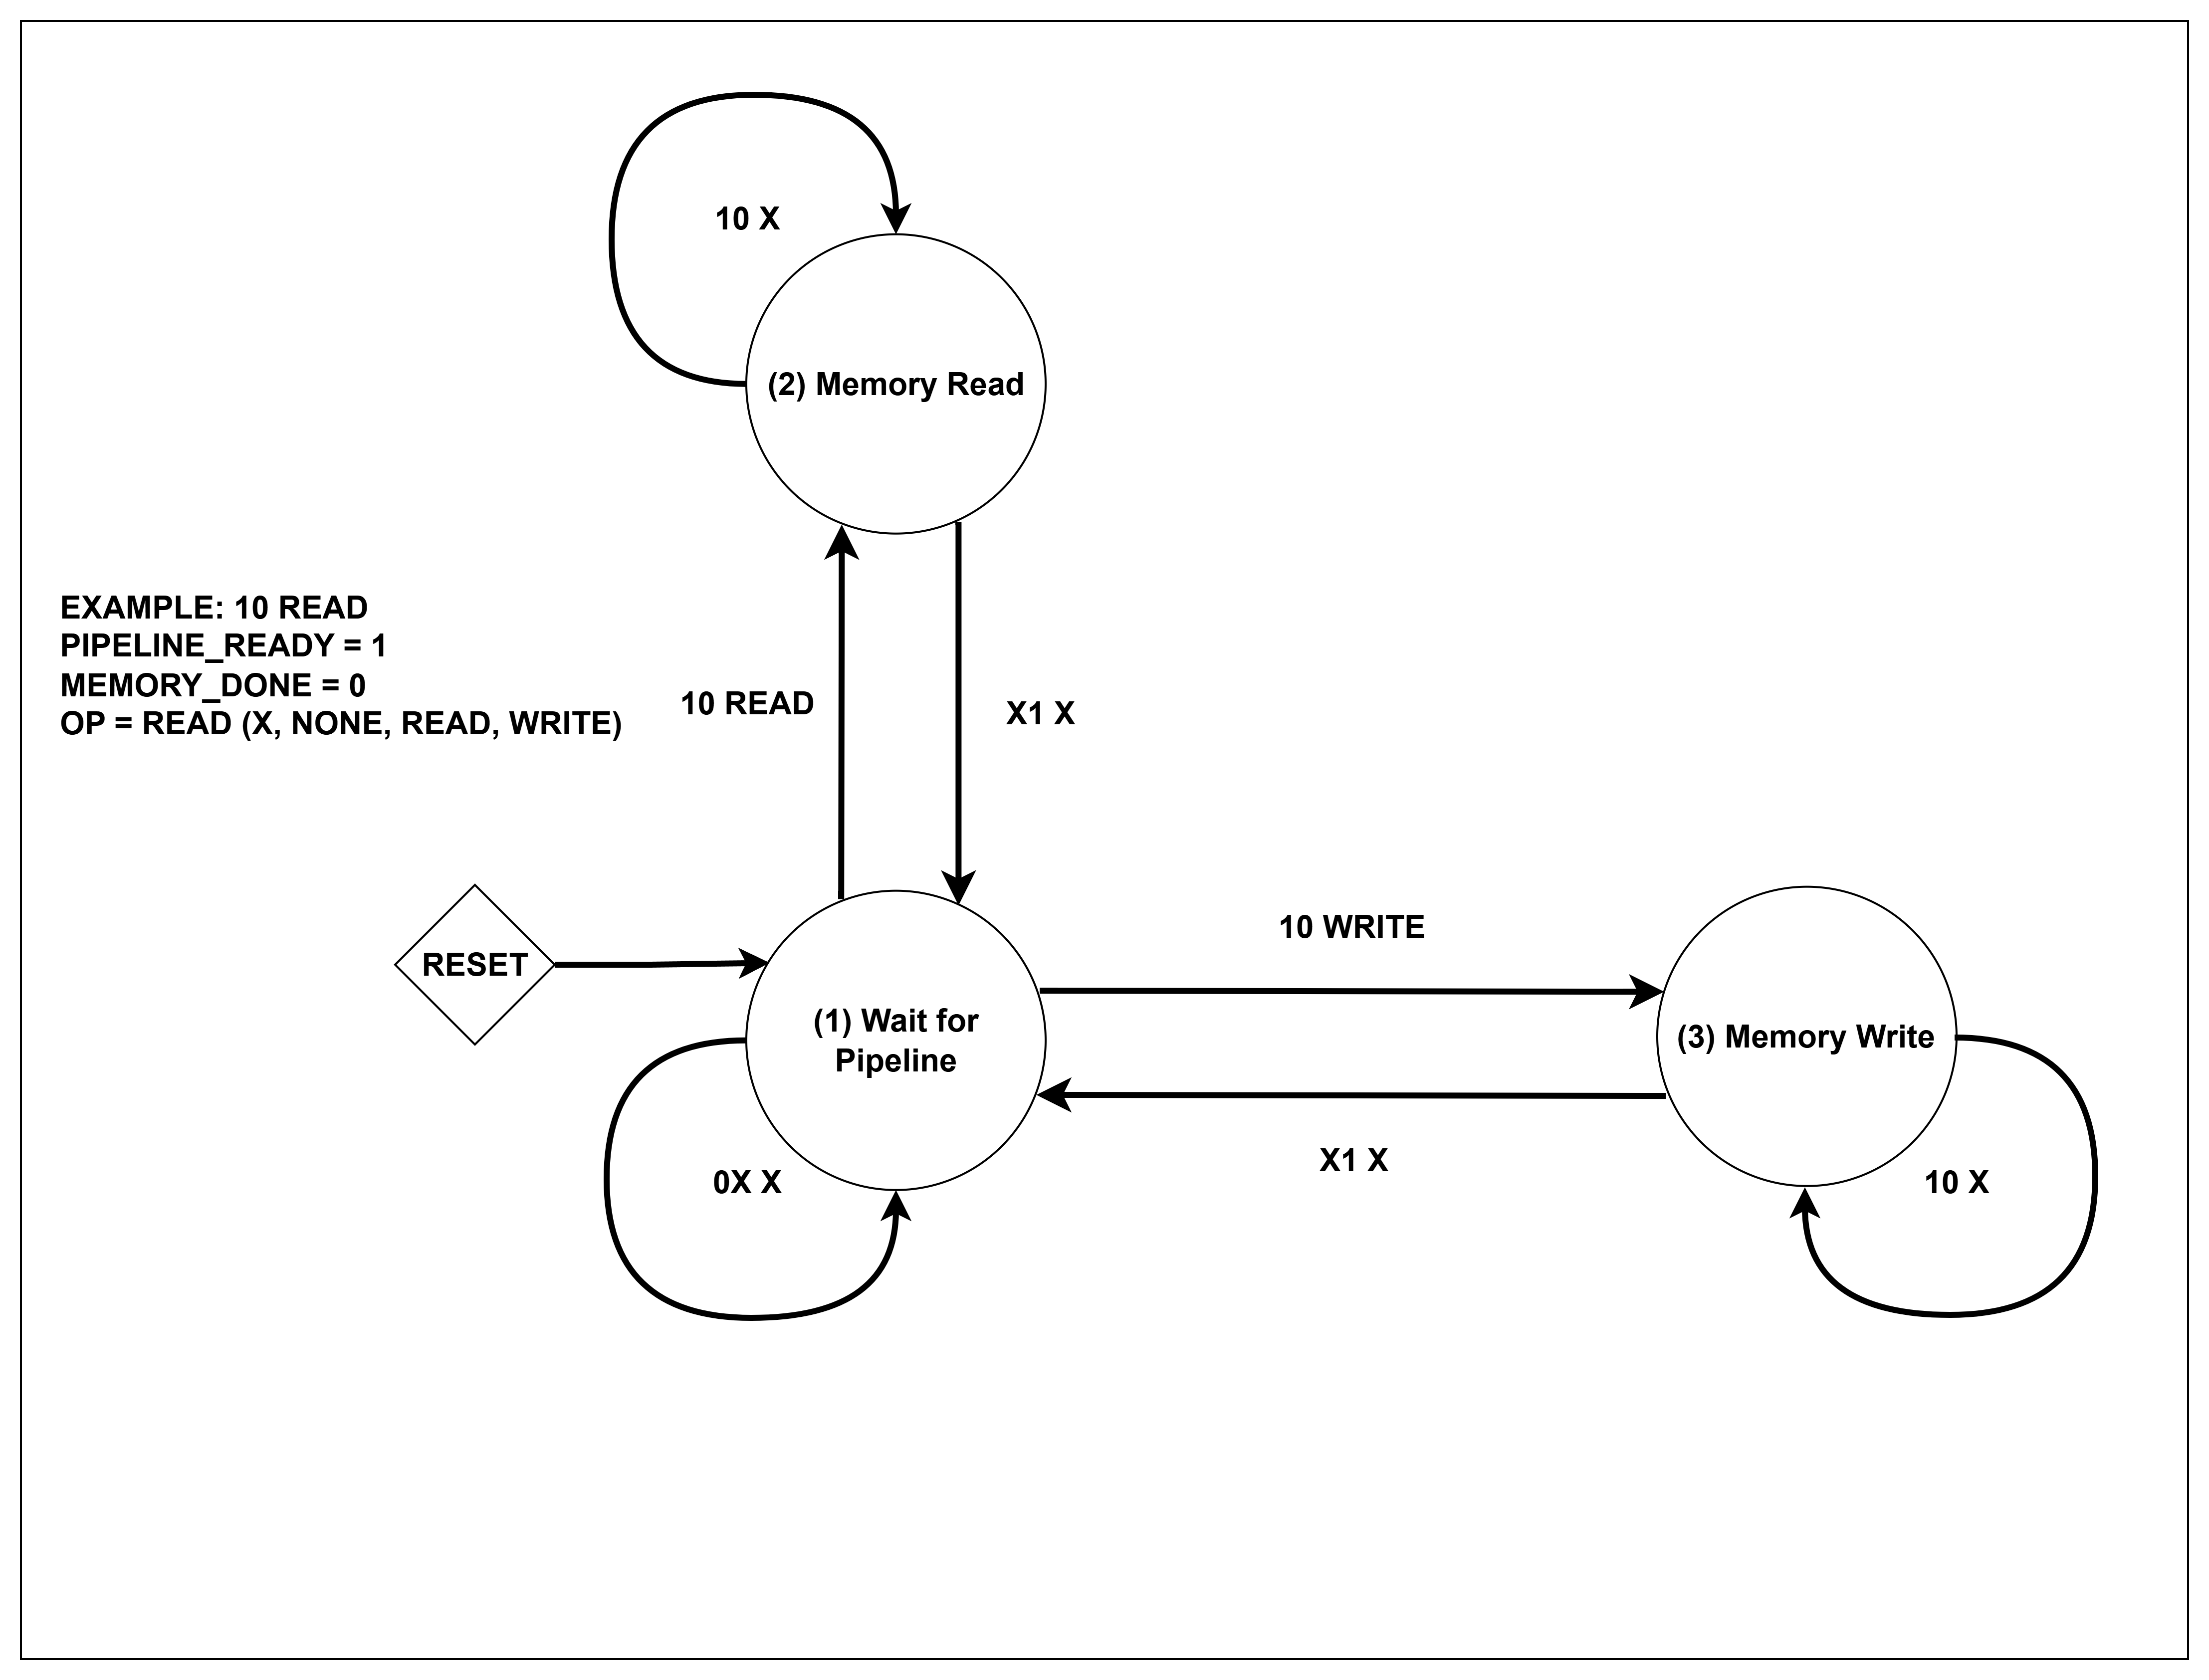 10 X
(2) Memory Read
EXAMPLE: 10 READ
PIPELINE_READY = 1
MEMORY_DONE = 0
OP = READ (X, NONE, READ, WRITE)
10 READ
X1 X
RESET
10 WRITE
(1) Wait for
Pipeline
(3) Memory Write
0X X
X1 X
10 X